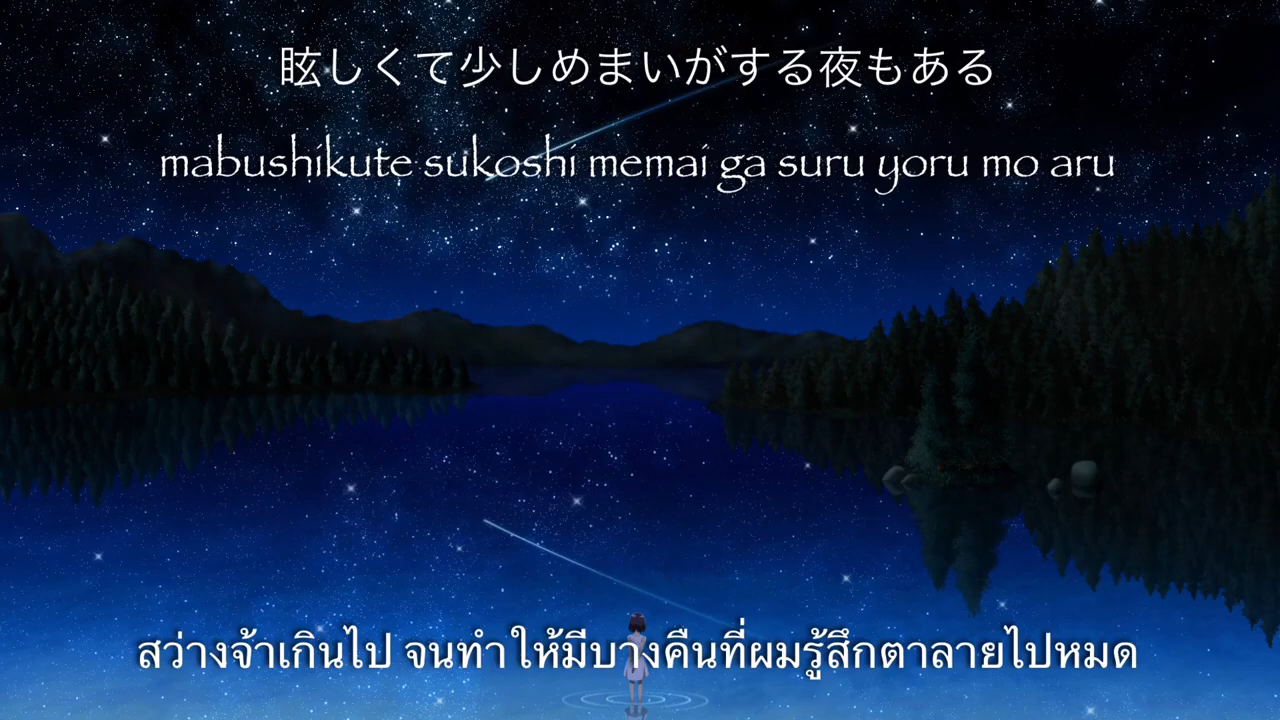 眩しくて少しめまいがする夜もある
mabushikute sukoshi memai ga suru yoru mo aru
สว่างจ้าเกินไป จนทำให้มีบางคืนที่ผมรู้สึกตาลายไปหมด